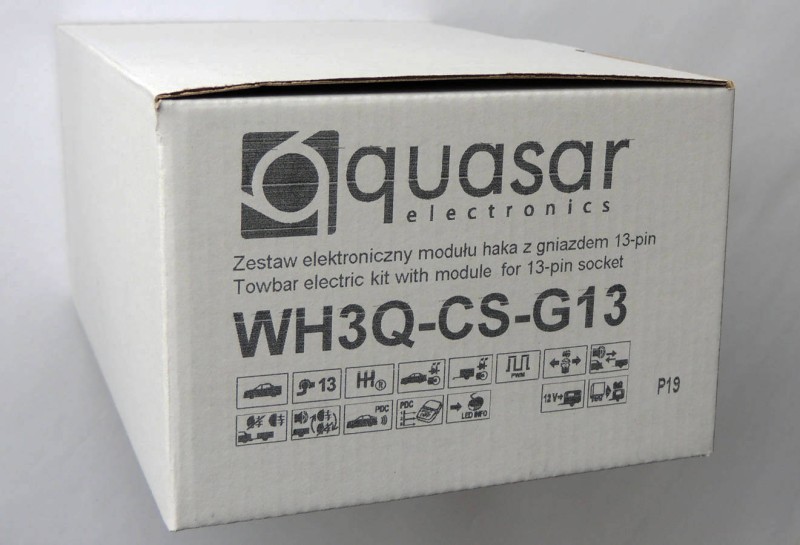 quasar
electronics
Zestaw elektroniczny modułu haka z gniazdem 13-pin
Towbar electric kit with module for 13-pin socket
WH3Q-CS-G13
13
®
PWM
PDC
PDC
LED INFO
12 V
P19